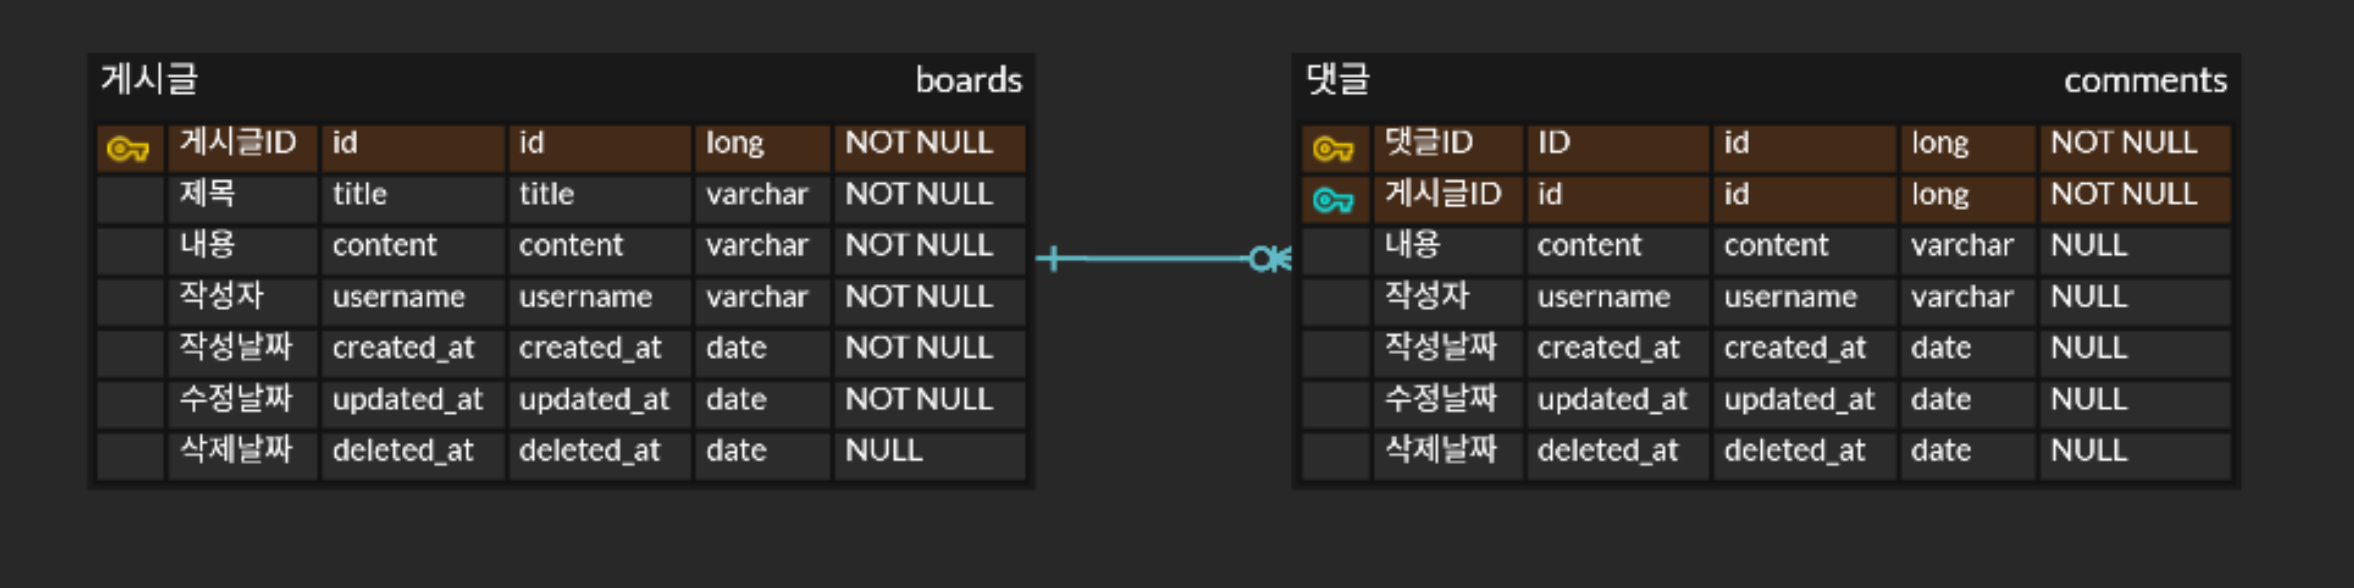 게시글 boards
게시글ID id id long NOT NULL
제목 title title varchar NOT NULL
내용 content content varchar NOT NULL
작성자 username username varchar NOT NULL
작성날짜 created_at created_at date NOT NULL
수정날짜 updated_at updated_at date NOT NULL
삭제날짜 deleted_at deleted_at date NULL
댓글 comments
댓글ID ID id long NOT NULL
게시글ID id id long NOT NULL
내용 content content varchar NULL
작성자 username username varchar NULL
작성날짜 created_at created_at date NULL
수정날짜 updated_at updated_at date NULL
삭제날짜 deleted_at deleted_at date NULL